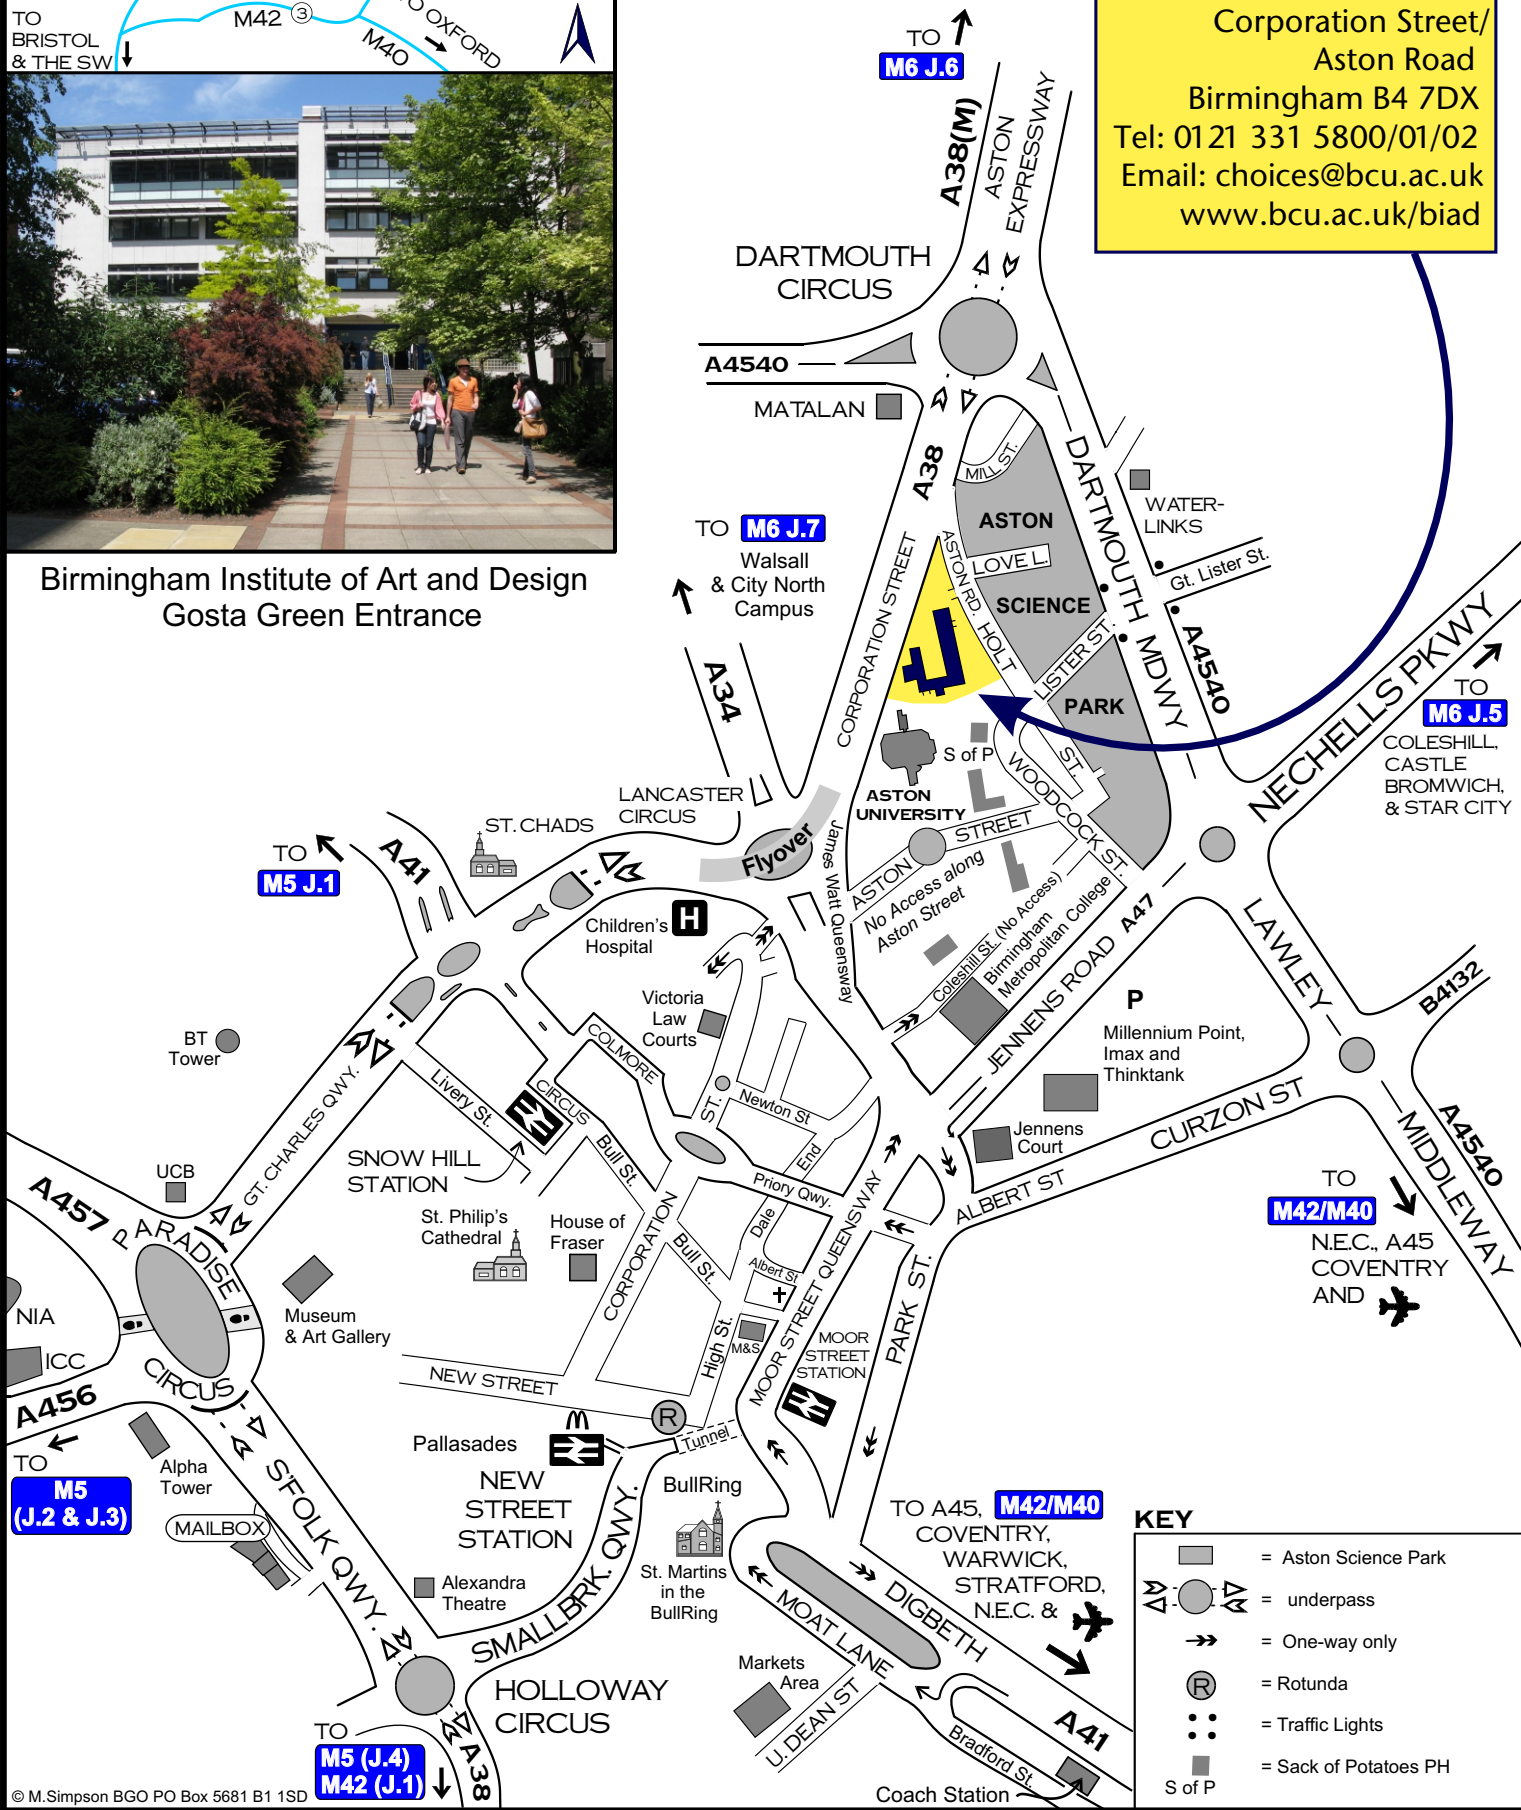 TO
BRISTOL
& THE SW
M42
3
M40
TO OXFORD
TO
M6 J.6
Corporation Street/
Aston Road
Birmingham B4 7DX
Tel: 0121 331 5800/01/02
Email: choices@bcu.ac.uk
www.bcu.ac.uk/biad
A38(M)
ASTON
EXPRESSWAY
DARTMOUTH
CIRCUS
A4540
MATALAN
A38
MILL ST.
DARTMOUTH MDWY
WATER-
LINKS
ASTON
LOVE L.
SCIENCE
PARK
Gt. Lister St.
Birmingham Institute of Art and Design
Gosta Green Entrance
TO M6 J.7
Walsall
& City North
Campus
A34
CORPORATION STREET
ASTON RD.
HOLT
ST.
LISTER ST.
A4540
NECHELLS PKWY
TO
M6 J.5
COLESHILL,
CASTLE
BROMWICH,
& STAR CITY
S of P
WOODCOCK ST.
ASTON
UNIVERSITY
ASTON STREET
No Access along
Aston Street
LANCASTER
CIRCUS
Flyover
ST. CHADS
TO
M5 J.1
A41
James Watt Queensway
Children's
Hospital
H
Coleshill St. (No Access)
Birmingham
Metropolitan College
JENNENS ROAD
A47
LAWLEY
MIDDLEWAY
B4132
P
Millennium Point,
Imax and
Thinktank
Victoria
Law
Courts
BT
Tower
COLMORE
CIRCUS
Livery St.
ST.
Newton St
GT. CHARLES QWY.
Jennens
Court
CURZON ST
ALBERT ST
A4540
SNOW HILL
STATION
Bull St.
Dale
End
Priory Qwy.
UCB
A457
PARADISE
CIRCUS
St. Philip's
Cathedral
House of
Fraser
CORPORATION
Bull St.
Albert St
MOOR STREET QUEENSWAY
PARK ST.
TO
M42/M40
N.E.C., A45
COVENTRY
AND
NIA
ICC
A456
Museum
& Art Gallery
High St.
M&S
MOOR
STREET
STATION
NEW STREET
R
Tunnel
Pallasades
NEW
STREET
STATION
TO
M5
(J.2 & J.3)
Alpha
Tower
MAILBOX
S'FOLK QWY.
SMALLBRK. QWY.
BullRing
St. Martins
in the
BullRing
Alexandra
Theatre
TO A45, M42/M40
COVENTRY,
WARWICK,
STRATFORD,
N.E.C. &
DIGBETH
MOAT LANE
Markets
Area
U. DEAN ST
HOLLOWAY
CIRCUS
TO
M5 (J.4)
M42 (J.1)
A38
A41
Bradford St.
Coach Station
KEY
= Aston Science Park
= underpass
= One-way only
R = Rotunda
= Traffic Lights
= Sack of Potatoes PH
S of P
© M.Simpson BGO PO Box 5681 B1 1SD